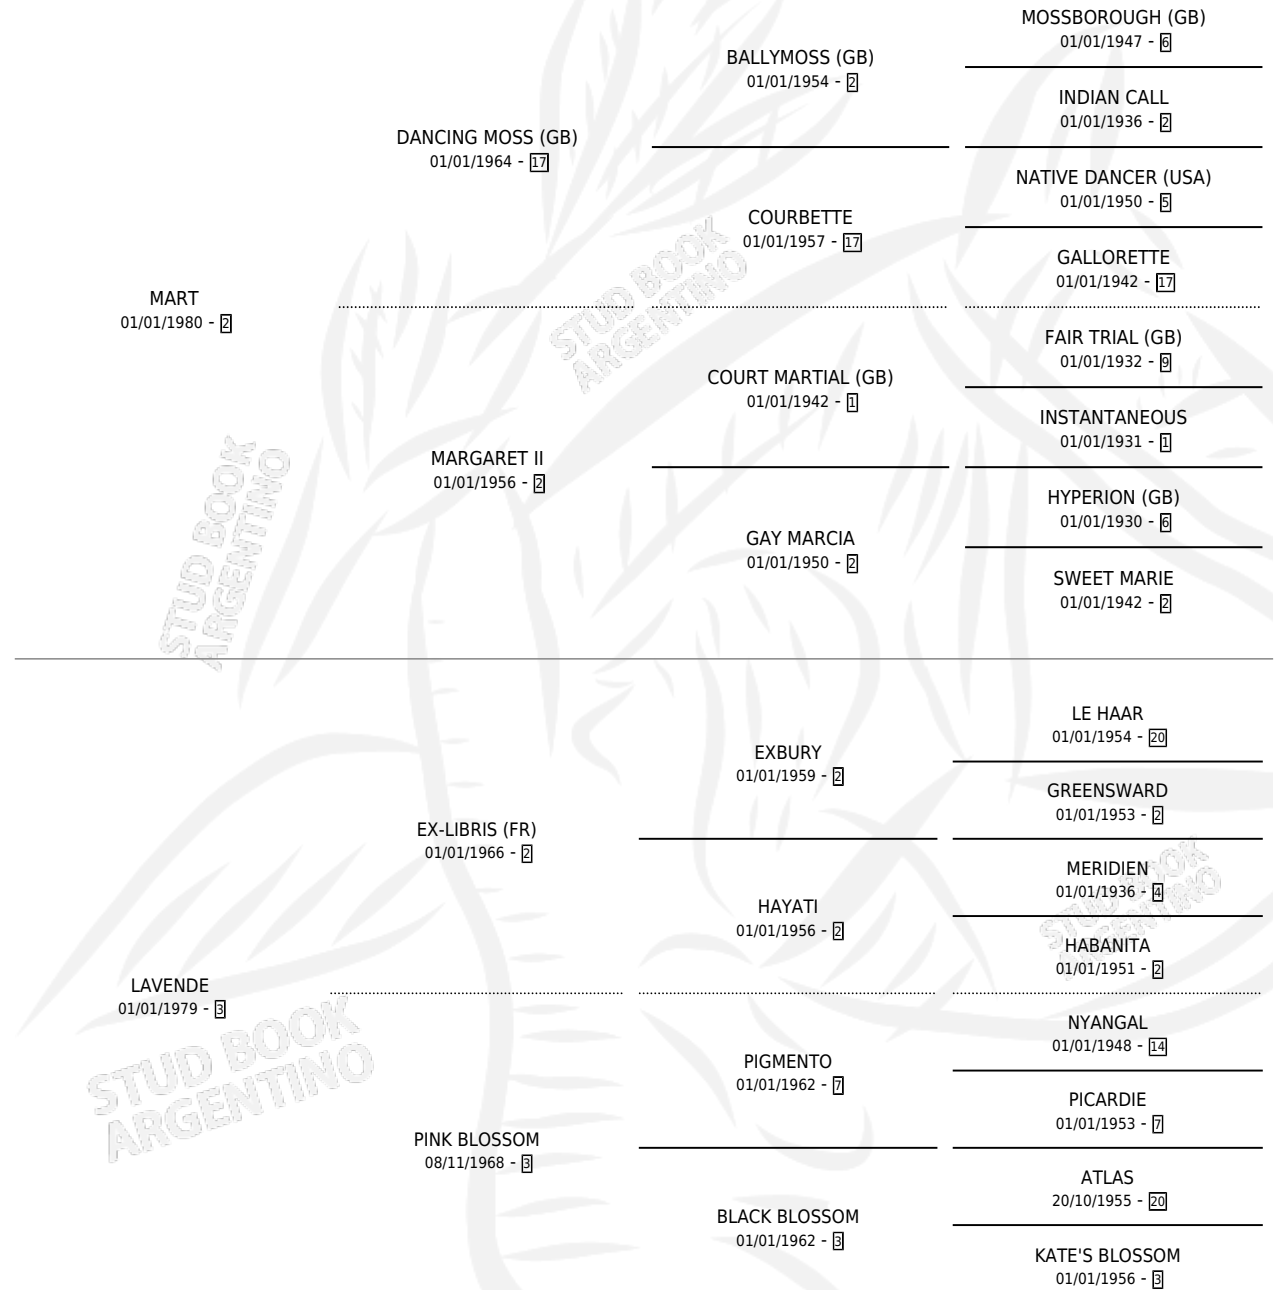 MOSSBOROUGH (GB)
01/01/1947 - 6
BALLYMOSS (GB)
01/01/1954 - 2
INDIAN CALL
01/01/1936 - 2
DANCING MOSS (GB)
01/01/1964 - 17
NATIVE DANCER (USA)
01/01/1950 - 5
COURBETTE
01/01/1957 - 17
GALLORETTE
01/01/1942 - 17
MART
01/01/1980 - 2
FAIR TRIAL (GB)
01/01/1932 - 9
COURT MARTIAL (GB)
01/01/1942 - 1
INSTANTANEOUS
01/01/1931 - 1
MARGARET II
01/01/1956 - 2
HYPERION (GB)
01/01/1930 - 6
GAY MARCIA
01/01/1950 - 2
SWEET MARIE
01/01/1942 - 2
STUD BOOK
ARGENTINO
STUD BOOK
ARGENTINO
LE HAAR
01/01/1954 - 20
EXBURY
01/01/1959 - 2
GREENSWARD
01/01/1953 - 2
EX-LIBRIS (FR)
01/01/1966 - 2
MERIDIEN
01/01/1936 - 4
HAYATI
01/01/1956 - 2
HABANITA
01/01/1951 - 2
LAVENDE
01/01/1979 - 3
NYANGAL
01/01/1948 - 14
PIGMENTO
01/01/1962 - 7
PICARDIE
01/01/1953 - 7
PINK BLOSSOM
08/11/1968 - 3
ATLAS
20/10/1955 - 20
BLACK BLOSSOM
01/01/1962 - 3
KATE'S BLOSSOM
01/01/1956 - 3
STUD BOOK
ARGENTINO
STUD BOOK
ARGENTINO